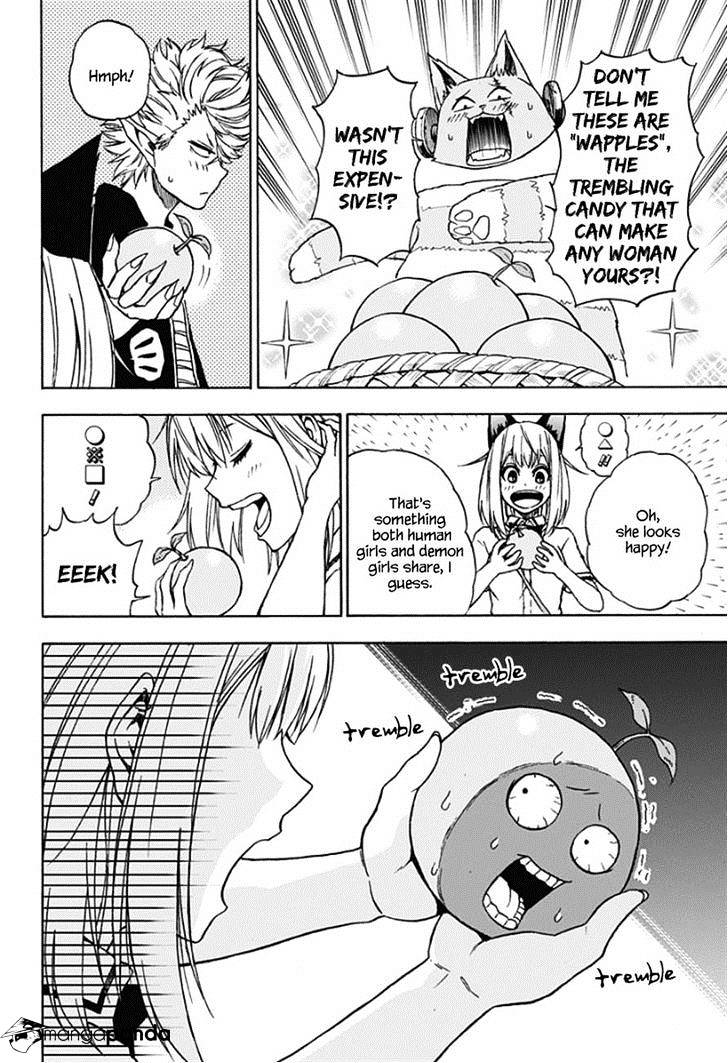 DON'T
TELL ME
THESE ARE
"WAPPLES",
THE
TREMBLING
CANDY THAT
CAN MAKE
ANY WOMAN
YOURS?!
WASN'T
THIS
EXPEN-
SIVE!?
Hmph!
●
▲
!!
Oh,
she looks
happy!
That's
something
both human
girls and demon
girls share, I
guess.
●
※
■
!
EEEK!
tremble
tremble
tremble
mangapanda